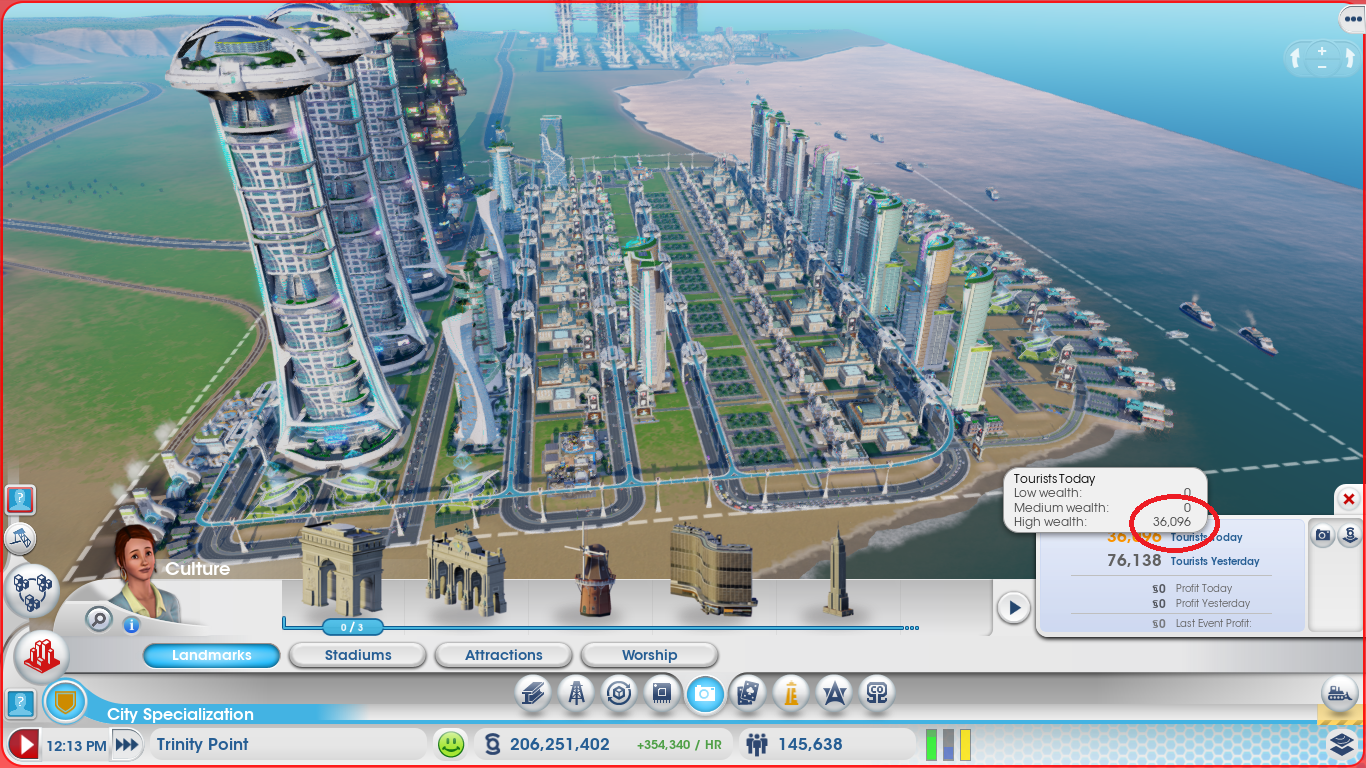 Tourists Today
Low wealth: 0
Medium wealth: 0
High wealth: 36,096
36,096 Tourists Today
76,138 Tourists Yesterday
§0 Profit Today
§0 Profit Yesterday
§0 Last Event Profit:
Culture
0 / 3
Landmarks
Stadiums
Attractions
Worship
City Specialization
12:13 PM
Trinity Point
206,251,402
+354,340 / HR
145,638